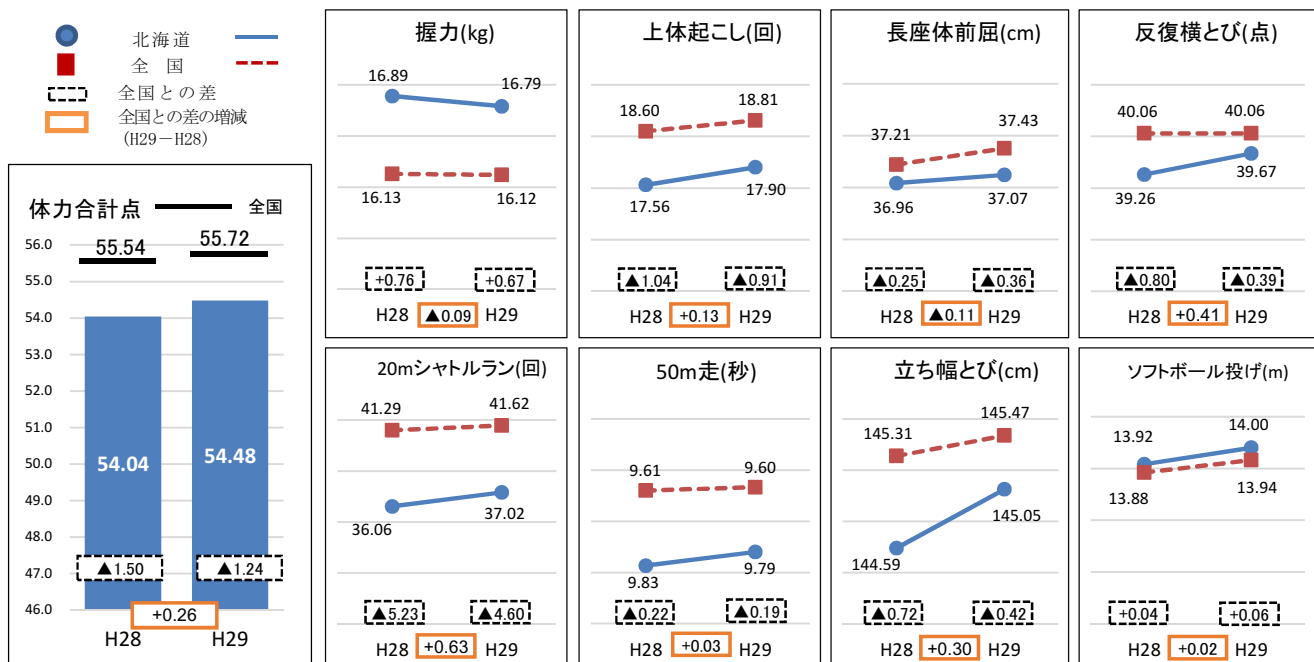 北海道
全　国
全国との差
全国との差の増減
(H29－H28)
体力合計点
全国
56.0
55.0
54.0
53.0
52.0
51.0
50.0
49.0
48.0
47.0
46.0
55.54
55.72
54.04
54.48
▲1.50
▲1.24
+0.26
H28
H29
握力(kg)
16.89
16.79
16.13
16.12
+0.76
+0.67
H28
▲0.09
H29
上体起こし(回)
18.60
18.81
17.56
17.90
▲1.04
▲0.91
H28
+0.13
H29
長座体前屈(cm)
37.21
37.43
36.96
37.07
▲0.25
▲0.36
H28
▲0.11
H29
反復横とび(点)
40.06
40.06
39.26
39.67
▲0.80
▲0.39
H28
+0.41
H29
20mシャトルラン(回)
41.29
41.62
36.06
37.02
▲5.23
▲4.60
H28
+0.63
H29
50m走(秒)
9.61
9.60
9.83
9.79
▲0.22
▲0.19
H28
+0.03
H29
立ち幅とび(cm)
145.31
145.47
144.59
145.05
▲0.72
▲0.42
H28
+0.30
H29
ソフトボール投げ(m)
13.92
14.00
13.88
13.94
+0.04
+0.06
H28
+0.02
H29